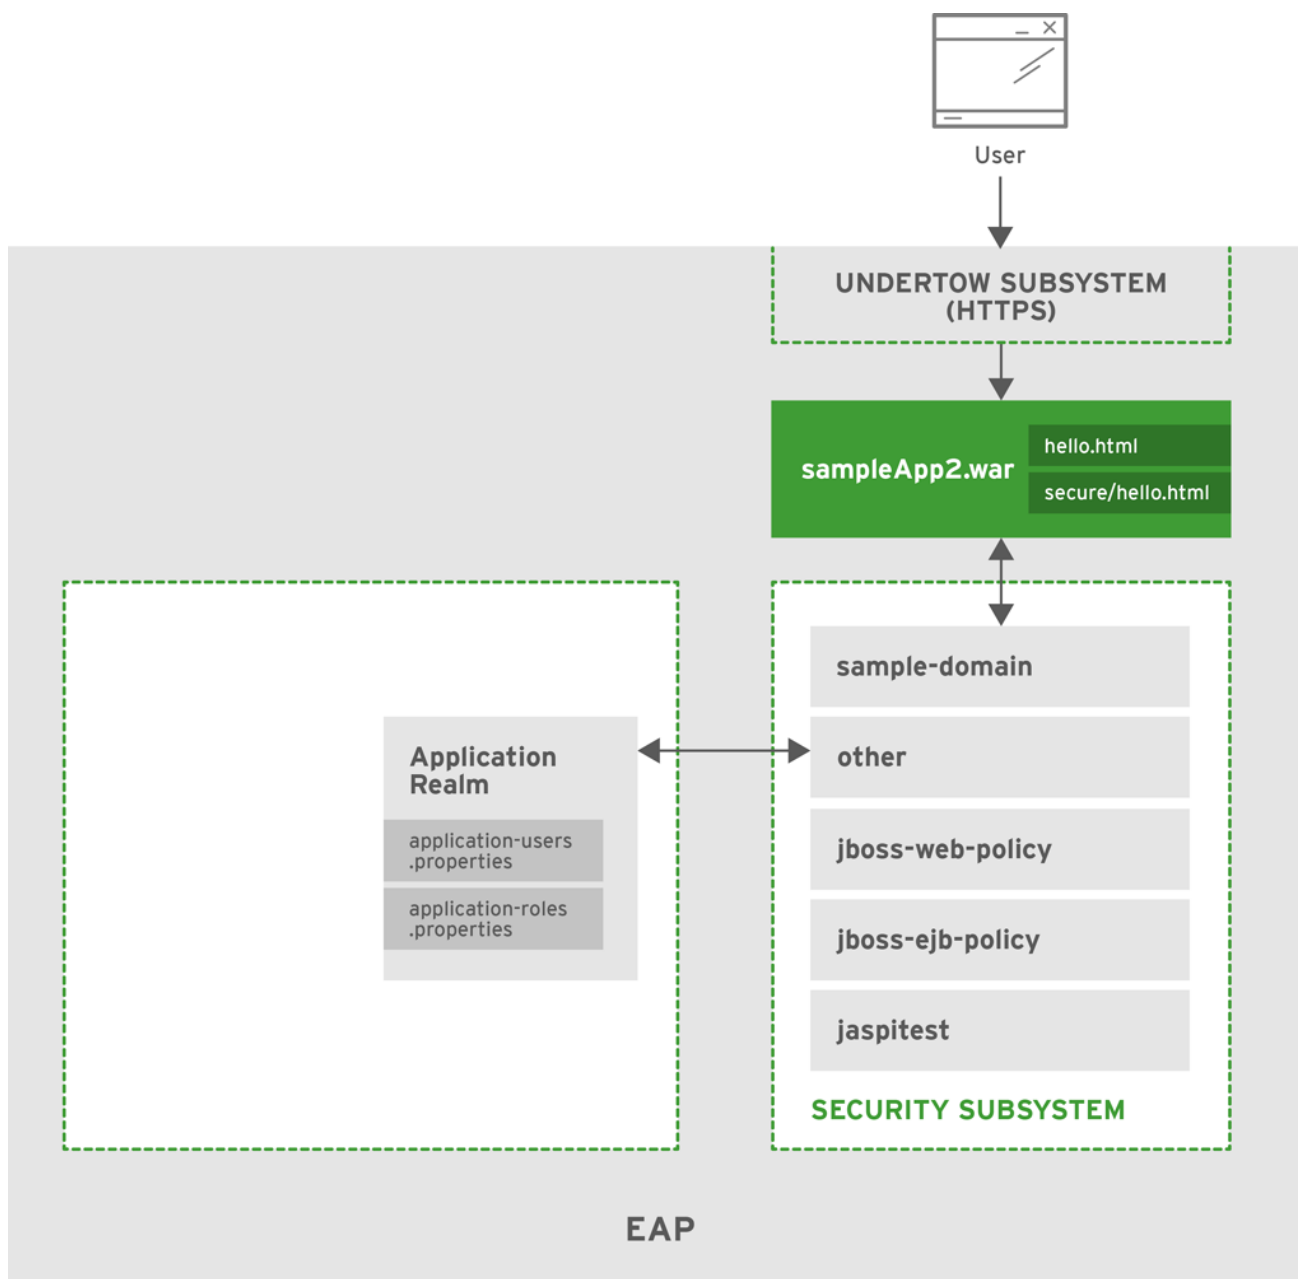 User
UNDERTOW SUBSYSTEM
(HTTPS)
sampleApp2.war
hello.html
secure/hello.html
Application
Realm
application-users
.properties
application-roles
.properties
sample-domain
other
jboss-web-policy
jboss-ejb-policy
jaspitest
SECURITY SUBSYSTEM
EAP